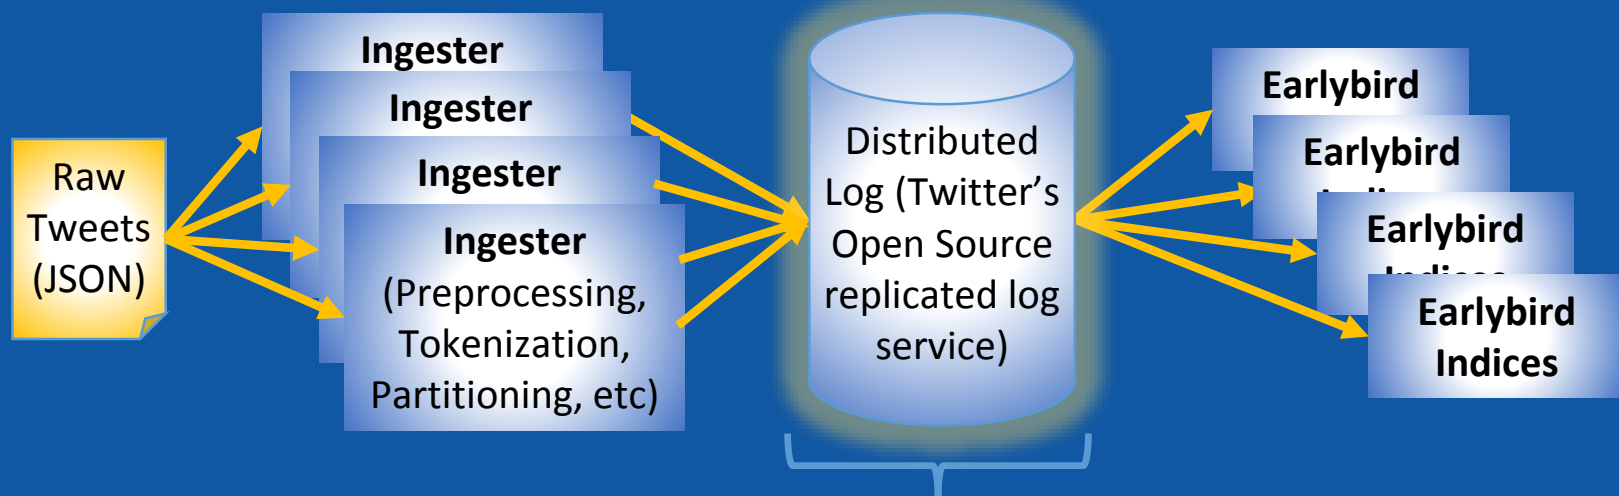 Raw
Tweets
(JSON)
Ingester
Ingester
Ingester
Ingester
(Preprocessing,
Tokenization,
Partitioning, etc)
Distributed
Log (Twitter’s
Open Source
replicated log
service)
Earlybird
Earlybird
Earlybird
Indices
Earlybird
Indices